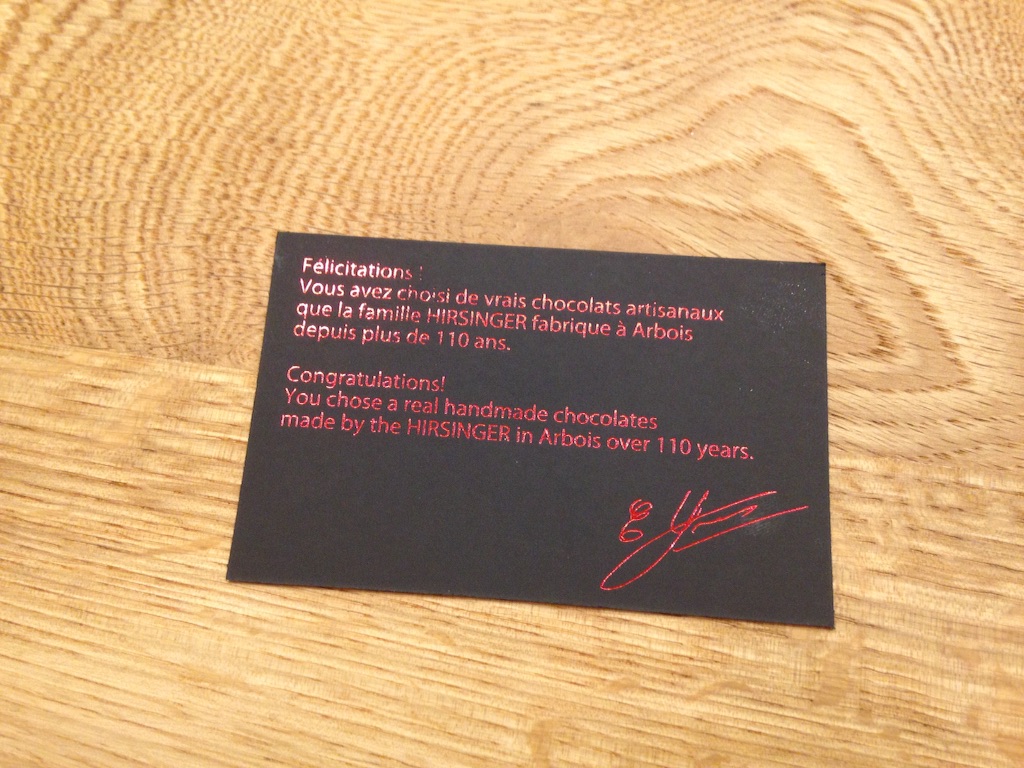 Félicitations !
Vous avez choisi de vrais chocolats artisanaux
que la famille HIRSINGER fabrique à Arbois
depuis plus de 110 ans.
Congratulations!
You chose a real handmade chocolates
made by the HIRSINGER in Arbois over 110 years.